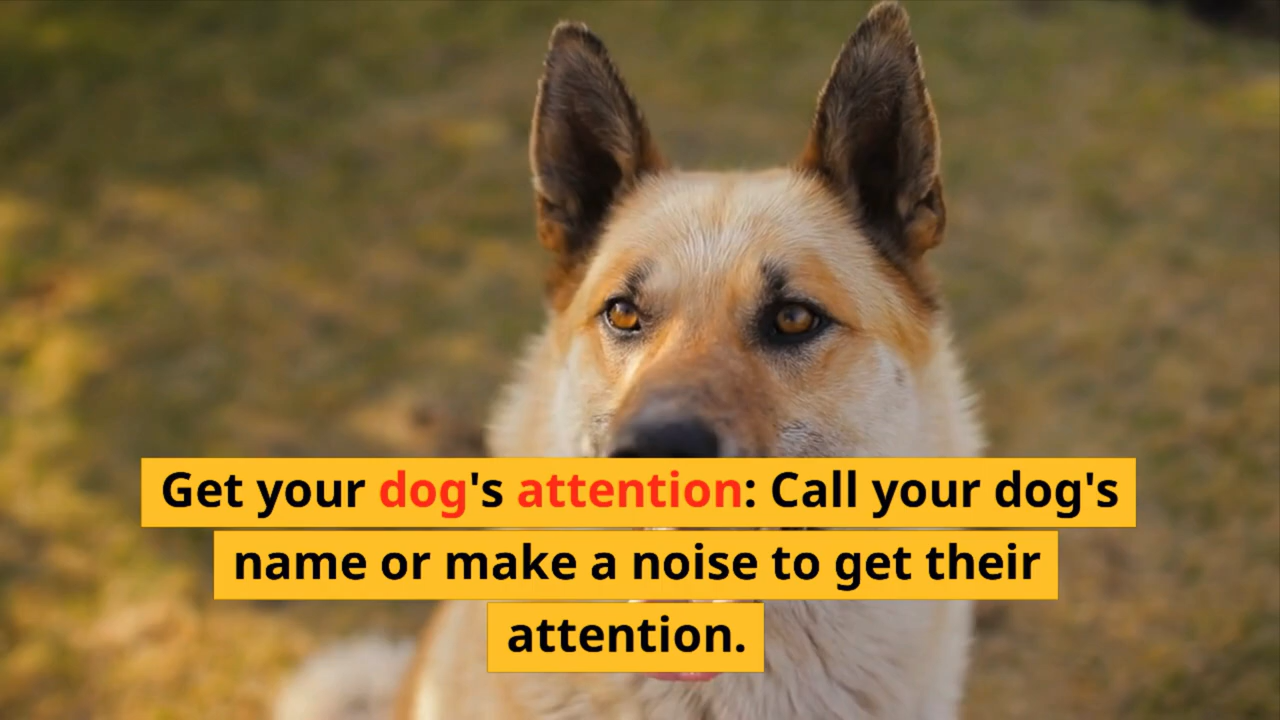 Get your dog's attention: Call your dog's
name or make a noise to get their
attention.